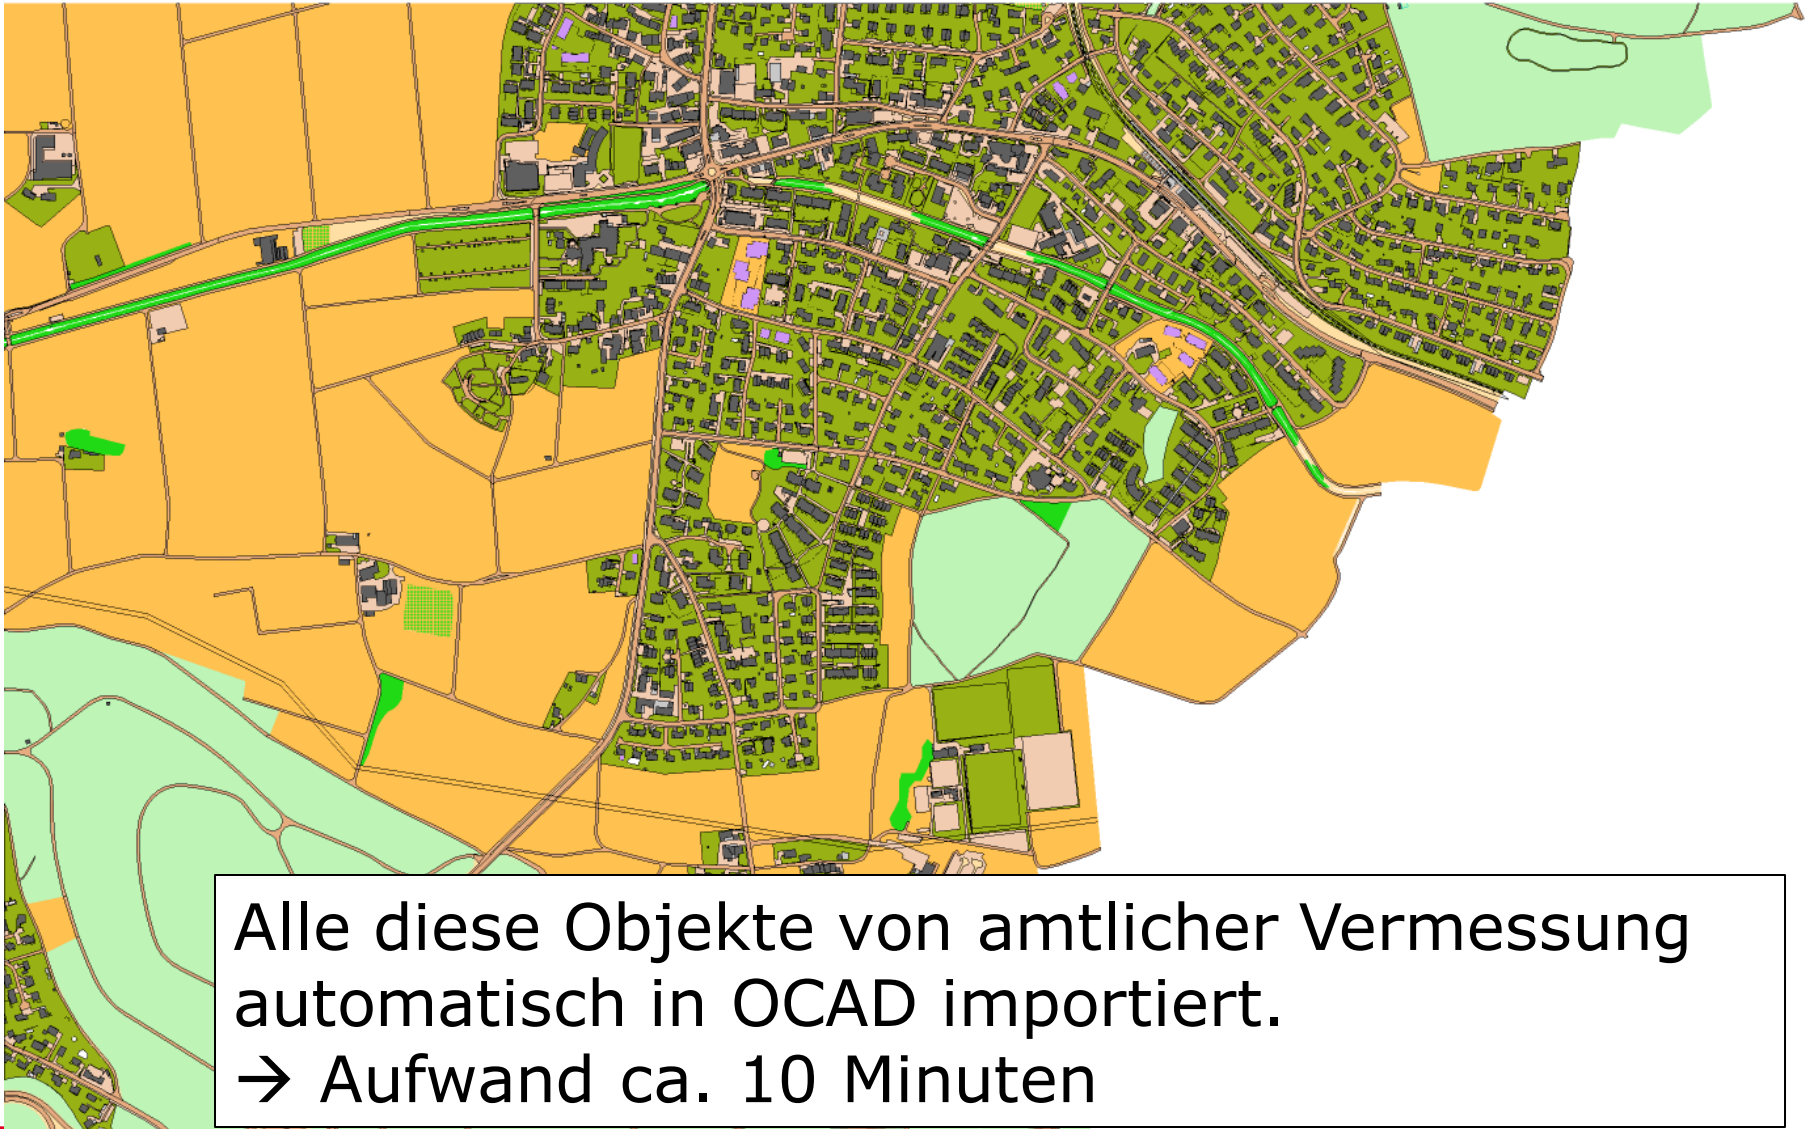 Alle diese Objekte von amtlicher Vermessung
automatisch in OCAD importiert.
→ Aufwand ca. 10 Minuten